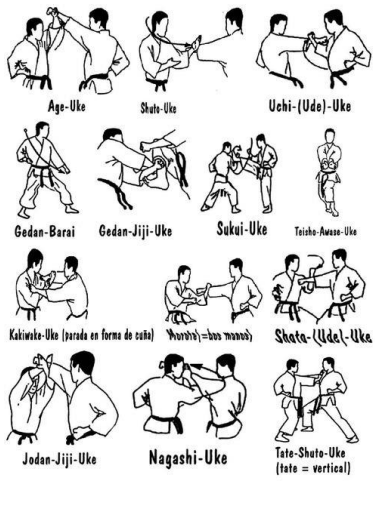 Age-Uke
Shuto-Uke
Uchi-(Ude)-Uke
Gedan-Barai
Gedan-Jiji-Uke
Sukui-Uke
Teisho-Awase-Uke
Kakiwake-Uke (parada en forma de cuña)
Morote)=dos manos)
Shoto-(Ude)-Uke
Jodan-Jiji-Uke
Nagashi-Uke
Tate-Shuto-Uke
(tate = vertical)